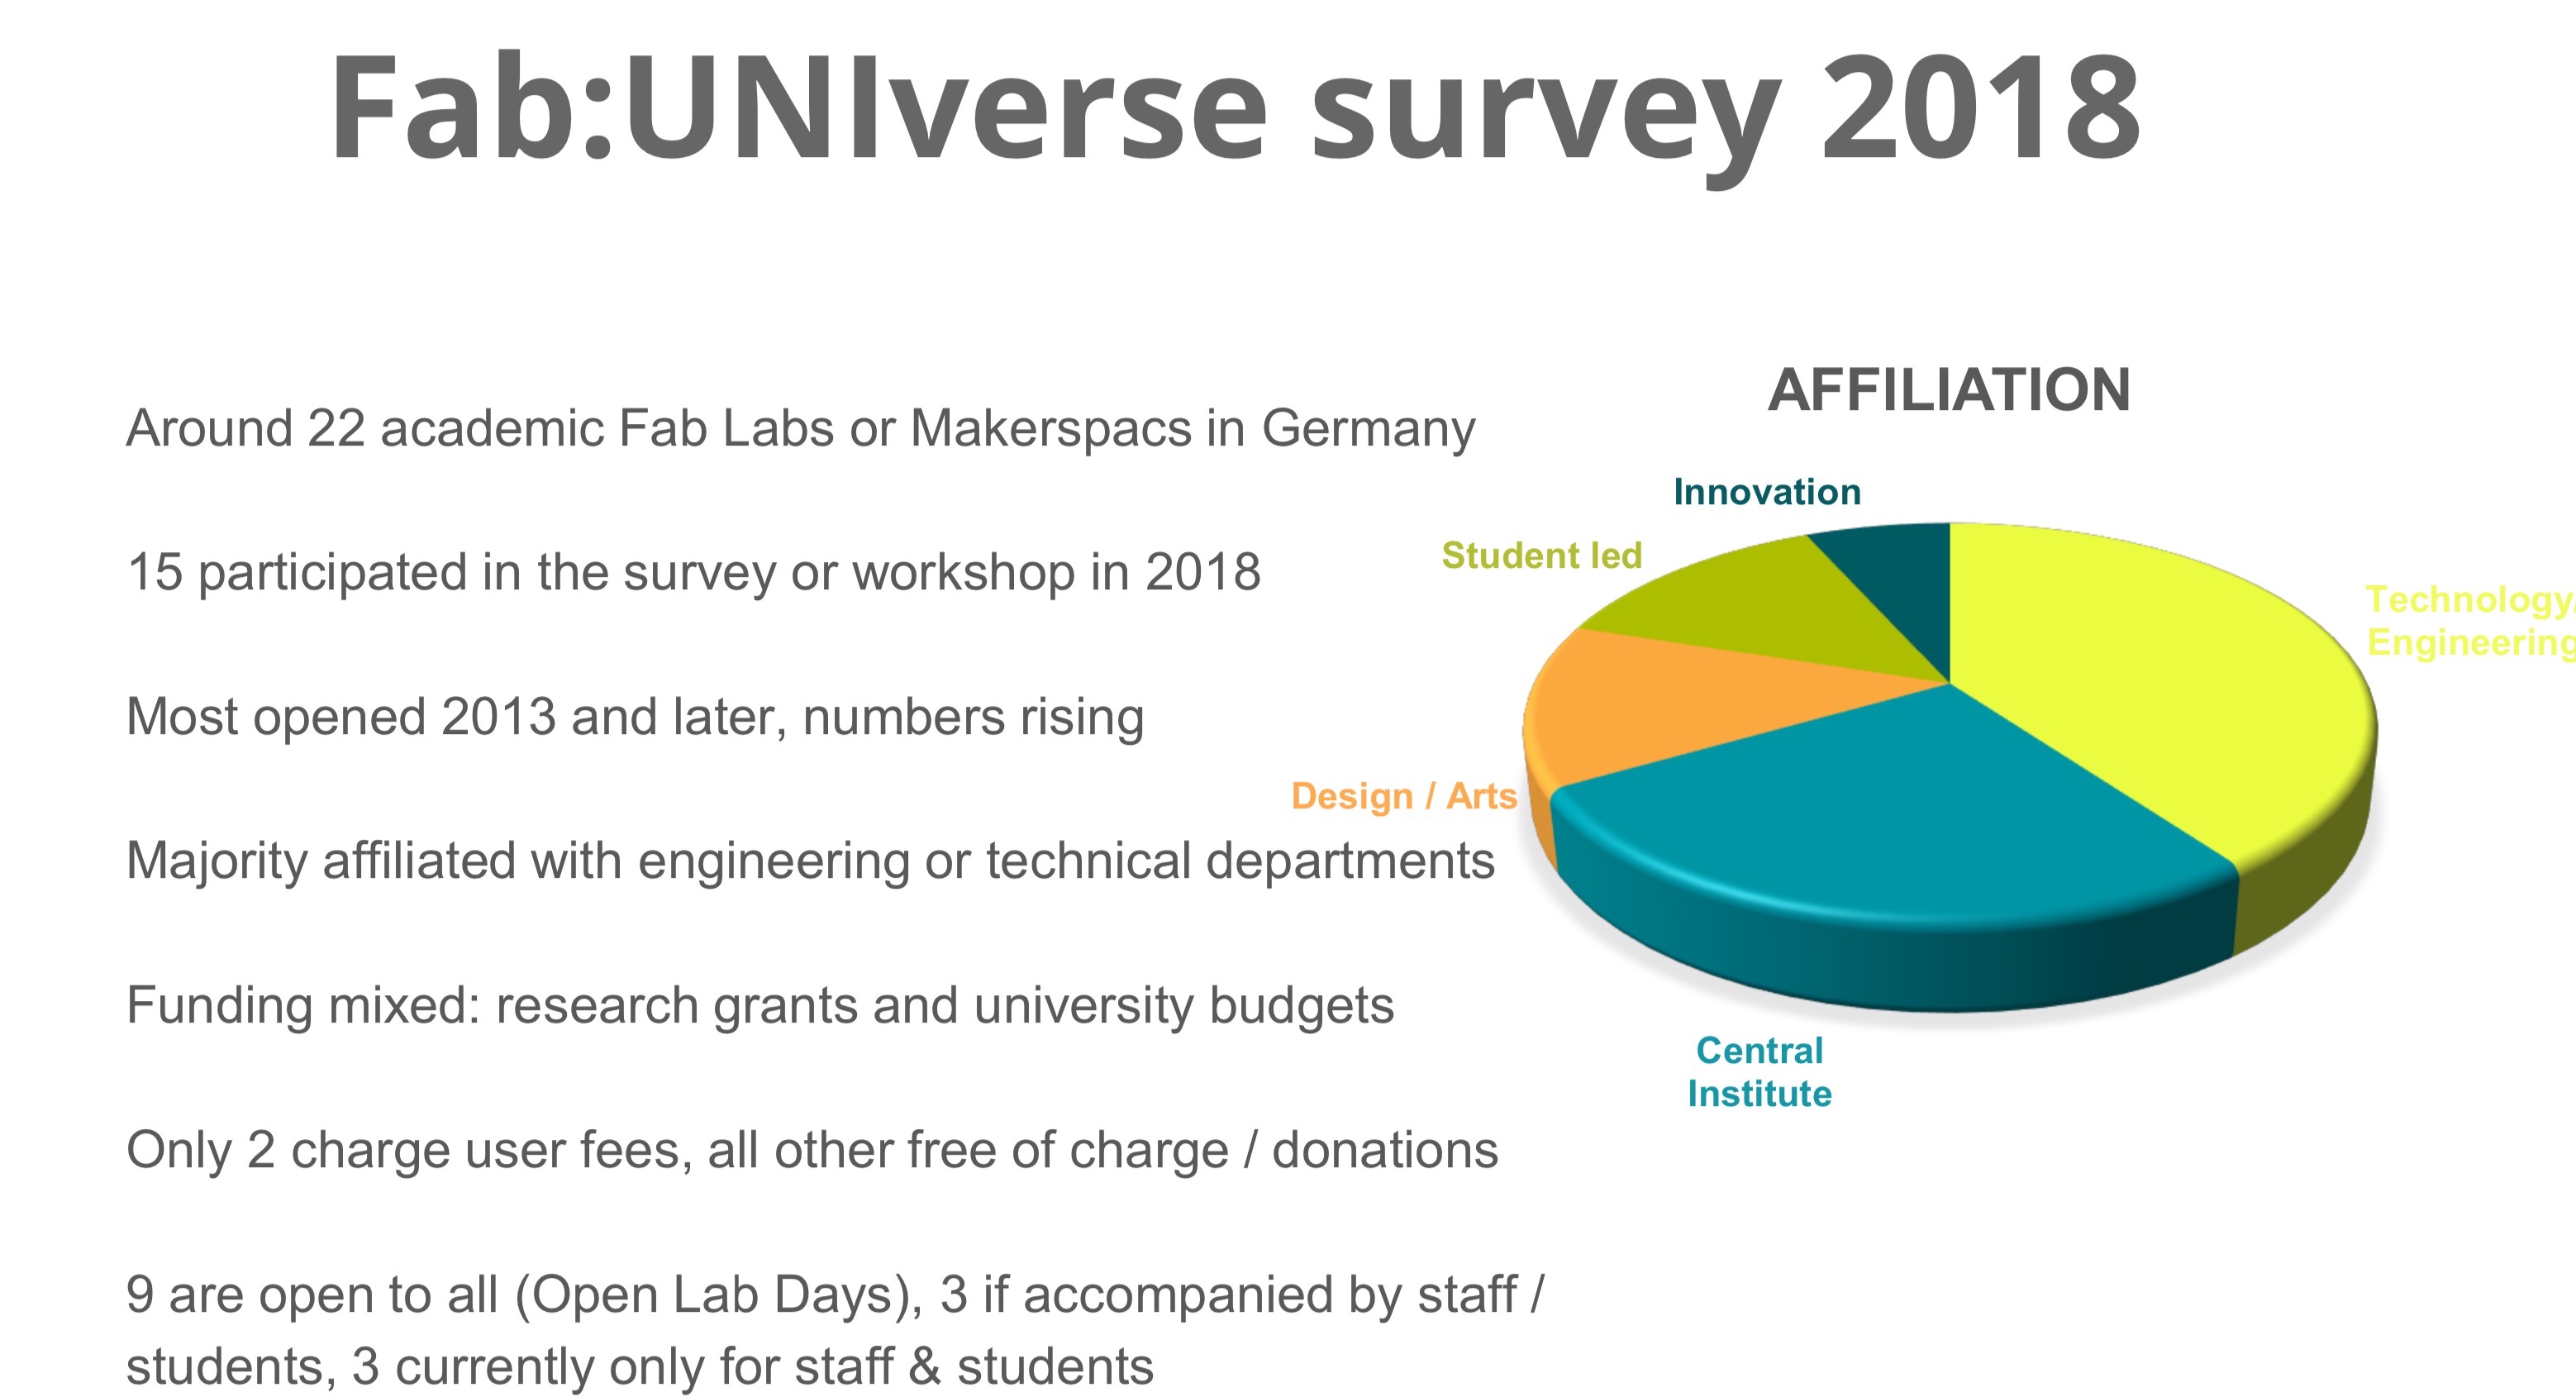 Fab:UNIverse survey 2018
Around 22 academic Fab Labs or Makerspacs in Germany
15 participated in the survey or workshop in 2018
Most opened 2013 and later, numbers rising
Majority affiliated with engineering or technical departments
Funding mixed: research grants and university budgets
Only 2 charge user fees, all other free of charge / donations
9 are open to all (Open Lab Days), 3 if accompanied by staff /
students, 3 currently only for staff & students
AFFILIATION
Innovation
Student led
Technology/
Engineering
Design / Arts
Central
Institute